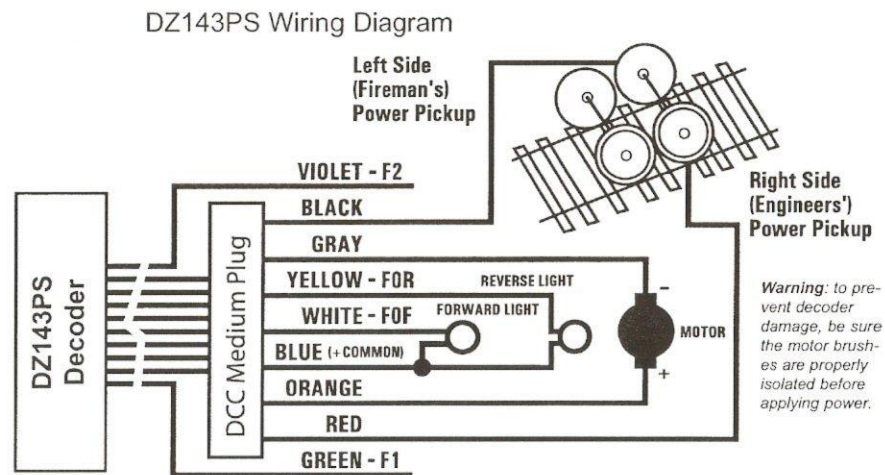 DZ143PS Wiring Diagram
Left Side
(Fireman's)
Power Pickup
VIOLET - F2
BLACK
GRAY
YELLOW - F0R
REVERSE LIGHT
WHITE - F0F
FORWARD LIGHT
BLUE (+ COMMON)
ORANGE
RED
GREEN - F1
DZ143PS
Decoder
DCC Medium Plug
-
MOTOR
+
Right Side
(Engineers')
Power Pickup
Warning: to pre-
vent decoder
damage, be sure
the motor brush-
es are properly
isolated before
applying power.